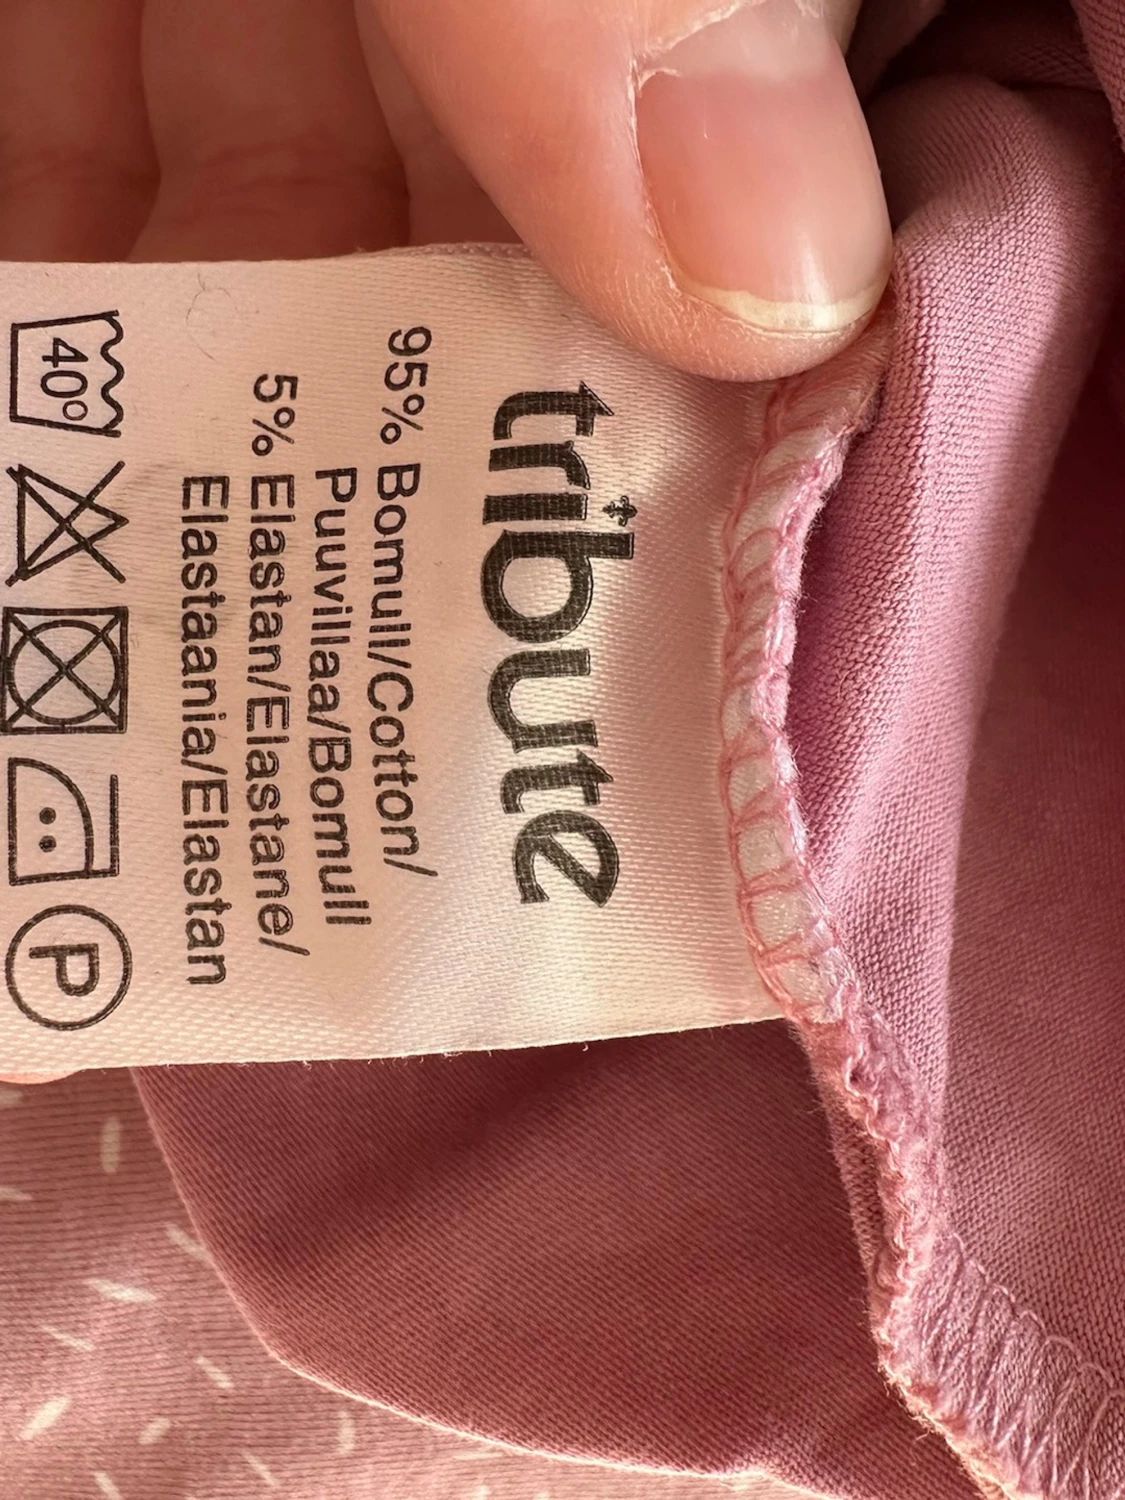 tribute
95% Bomull/Cotton/
Puuvillaa/Bomull
5% Elastan/Elastane/
Elastaania/Elastan
40°
P